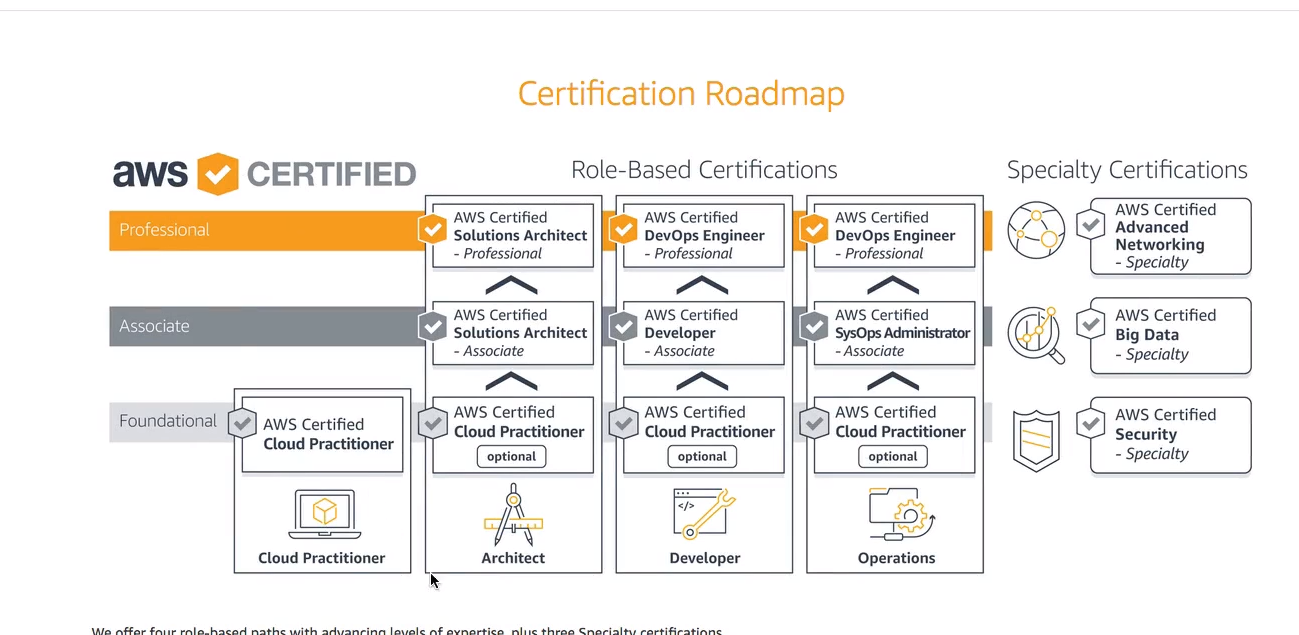 Certification Roadmap
aws CERTIFIED
Role-Based Certifications
Specialty Certifications
Professional
AWS Certified
Solutions Architect
- Professional
AWS Certified
DevOps Engineer
- Professional
AWS Certified
DevOps Engineer
- Professional
AWS Certified
Advanced
Networking
- Specialty
Associate
AWS Certified
Solutions Architect
- Associate
AWS Certified
Developer
- Associate
AWS Certified
SysOps Administrator
- Associate
AWS Certified
Big Data
- Specialty
Foundational
AWS Certified
Cloud Practitioner
AWS Certified
Cloud Practitioner
optional
AWS Certified
Cloud Practitioner
optional
AWS Certified
Cloud Practitioner
optional
AWS Certified
Security
- Specialty
</>
Cloud Practitioner
Architect
Developer
Operations
We offer four role-based paths with advancing levels of expertise, plus three Specialty certifications